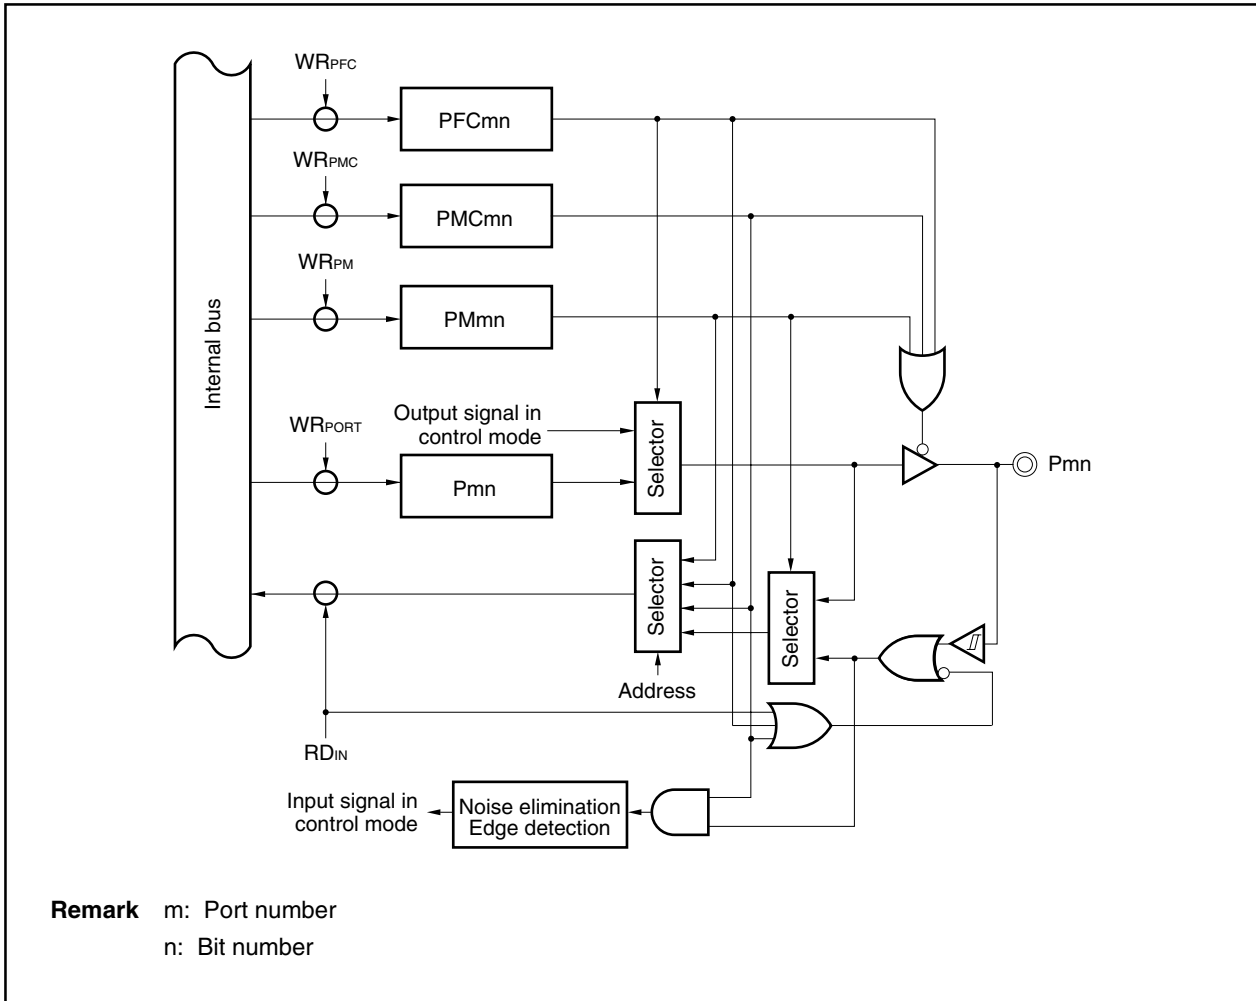 WRPFC
PFCmn
WRPMC
PMCmn
WRPM
PMmn
Internal bus
Output signal in
control mode
WRPORT
Pmn
Selector
Pmn
Selector
Selector
Address
RDIN
Input signal in
control mode
Noise elimination
Edge detection
Remark m: Port number
n: Bit number